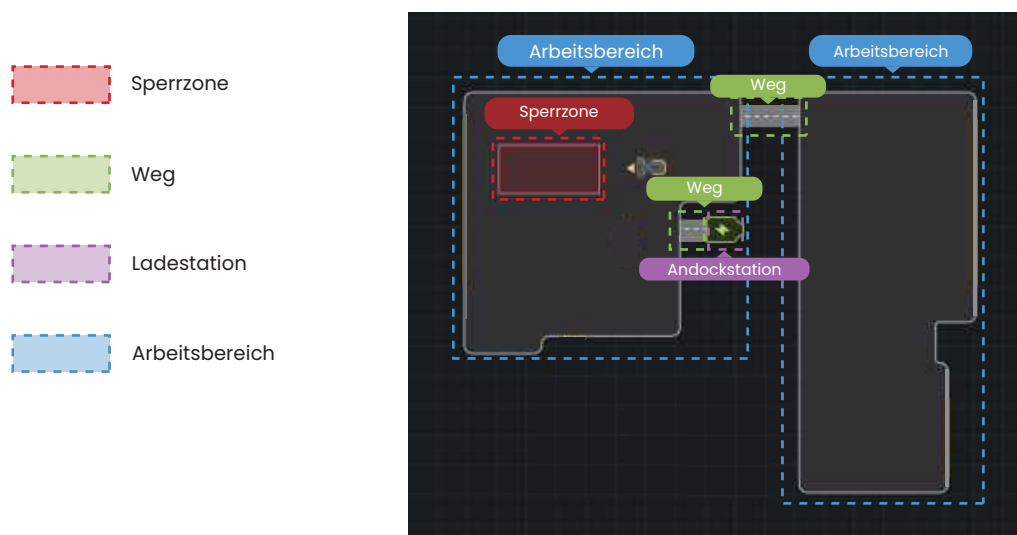 Sperrzone
Weg
Ladestation
Arbeitsbereich
Arbeitsbereich
Arbeitsbereich
Weg
Sperrzone
Weg
Andockstation